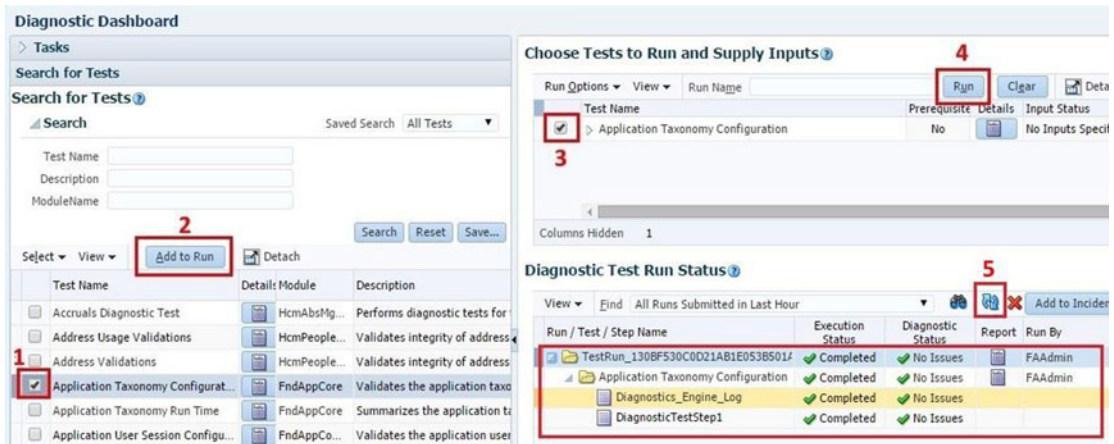 Diagnostic Dashboard
Tasks
Search for Tests
Search for Tests
Search
Saved Search All Tests
Test Name
Description
ModuleName
2
Search Reset Save...
Select View Add to Run Detach
Test Name Details Module Description
Accruals Diagnostic Test HcmAbsMg... Performs diagnostic tests for
Address Usage Validations HcmPeople... Validates integrity of address
1
Address Validations HcmPeople... Validates integrity of address
Application Taxonomy Configurat... FndAppCore Validates the application taxo
Application Taxonomy Run Time FndAppCore Summarizes the application ta
Application User Session Configu... FndAppCo... Validates the application user
Choose Tests to Run and Supply Inputs
4
Run Options View Run Name Run Clear Deta
Test Name Prerequisite Details Input Status
Application Taxonomy Configuration No No Inputs Specif
3
Columns Hidden 1
Diagnostic Test Run Status
5
View Find All Runs Submitted in Last Hour Add to Inciden
Run / Test / Step Name Execution Status Diagnostic Status Report Run By
TestRun_130BF530C0D21AB1E053B501A Completed No Issues FAAdmin
Application Taxonomy Configuration Completed No Issues FAAdmin
Diagnostics_Engine_Log Completed No Issues
DiagnosticTestStep1 Completed No Issues